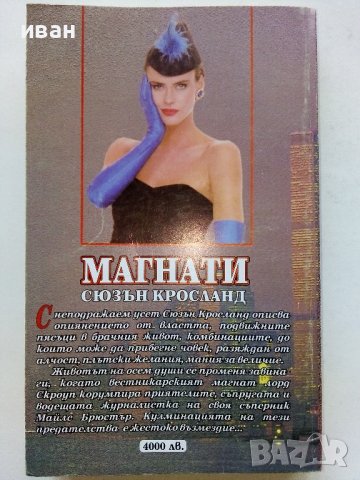 иван
МАГНАТИ
СЮЗЪН КРОСЛАНД
С неподражаем усет Сюзън Кросланд описва
опиянението от властта, подвижните
пясъци в брачния живот, комбинациите, до
които може да прибегне човек, разяждан от
алчност, плътски желания, мания за величие.
Животът на осем души се променя завина-
ги, когато вестникарският магнат лорд
Скроуп корумпира приятелите, съпругата и
водещата журналистка на своя съперник
Майлс Брюстър. Кулминацията на тези
предателства е жестоко възмездие...
4000 лв.
BAZAR
bg